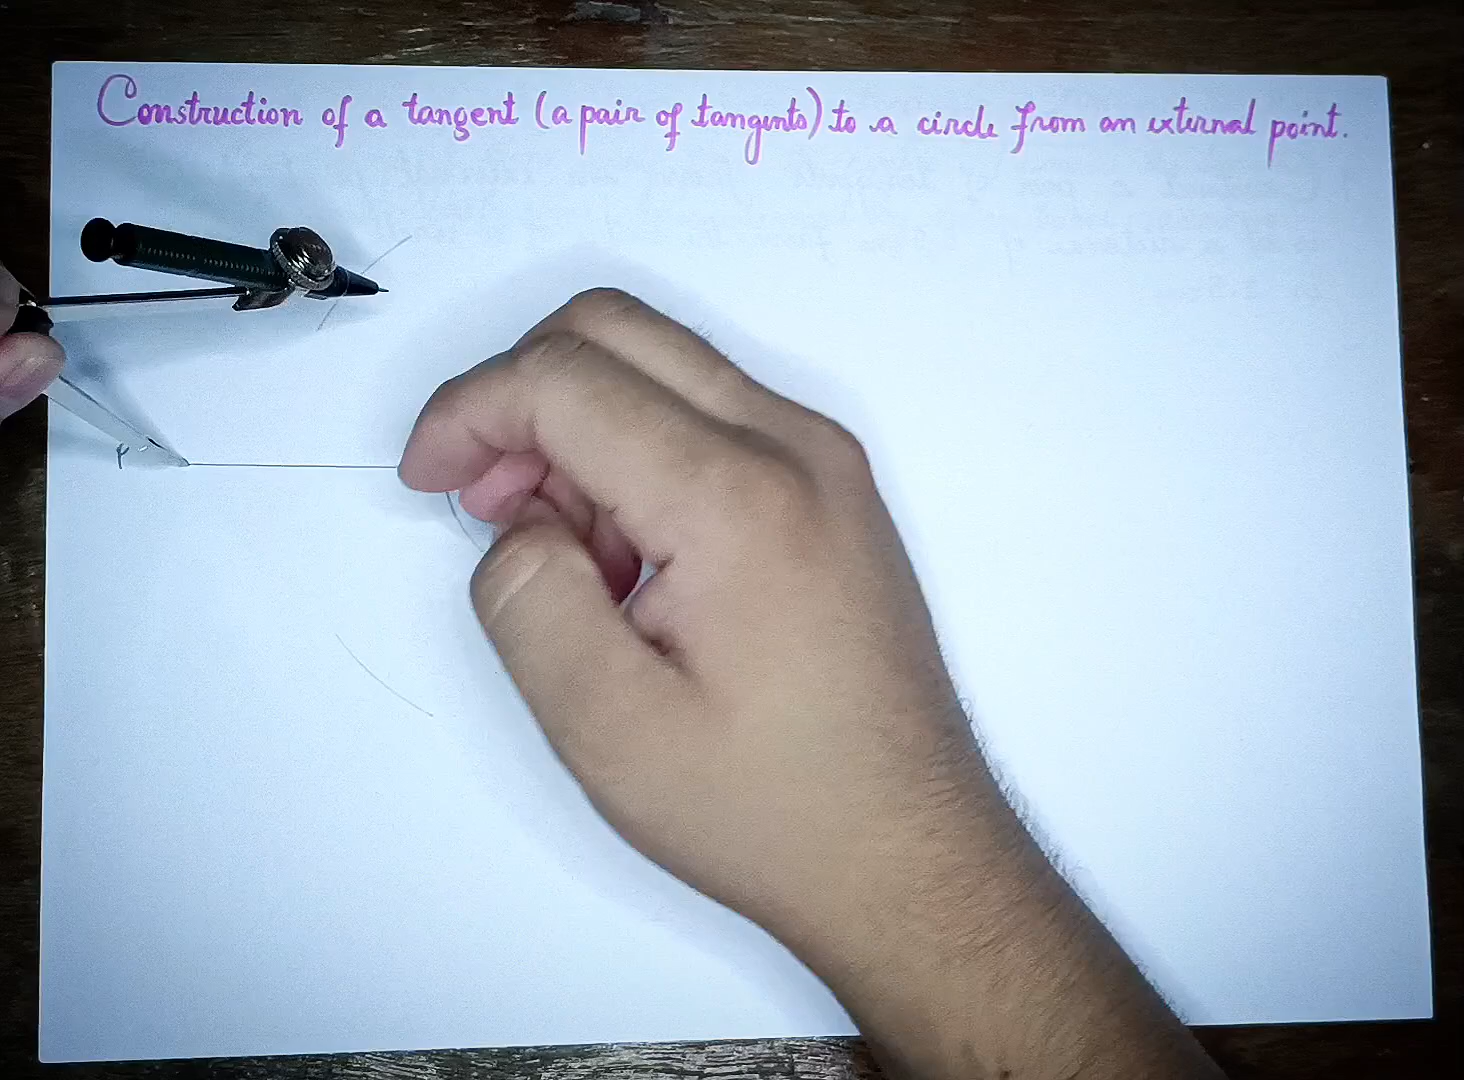 Construction of a tangent (a pair of tangents) to a circle from an external point.
P